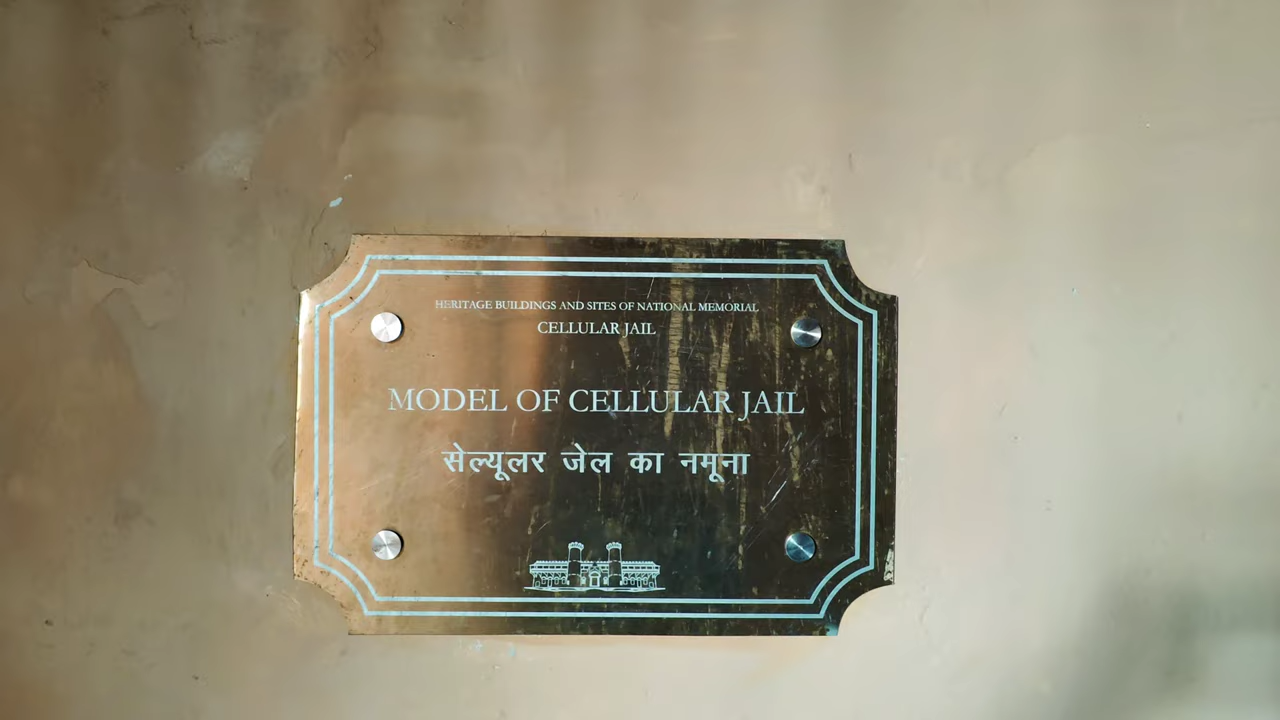 HERITAGE BUILDINGS AND SITES OF NATIONAL MEMORIAL
CELLULAR JAIL
MODEL OF CELLULAR JAIL
सेल्यूलर जेल का नमूना